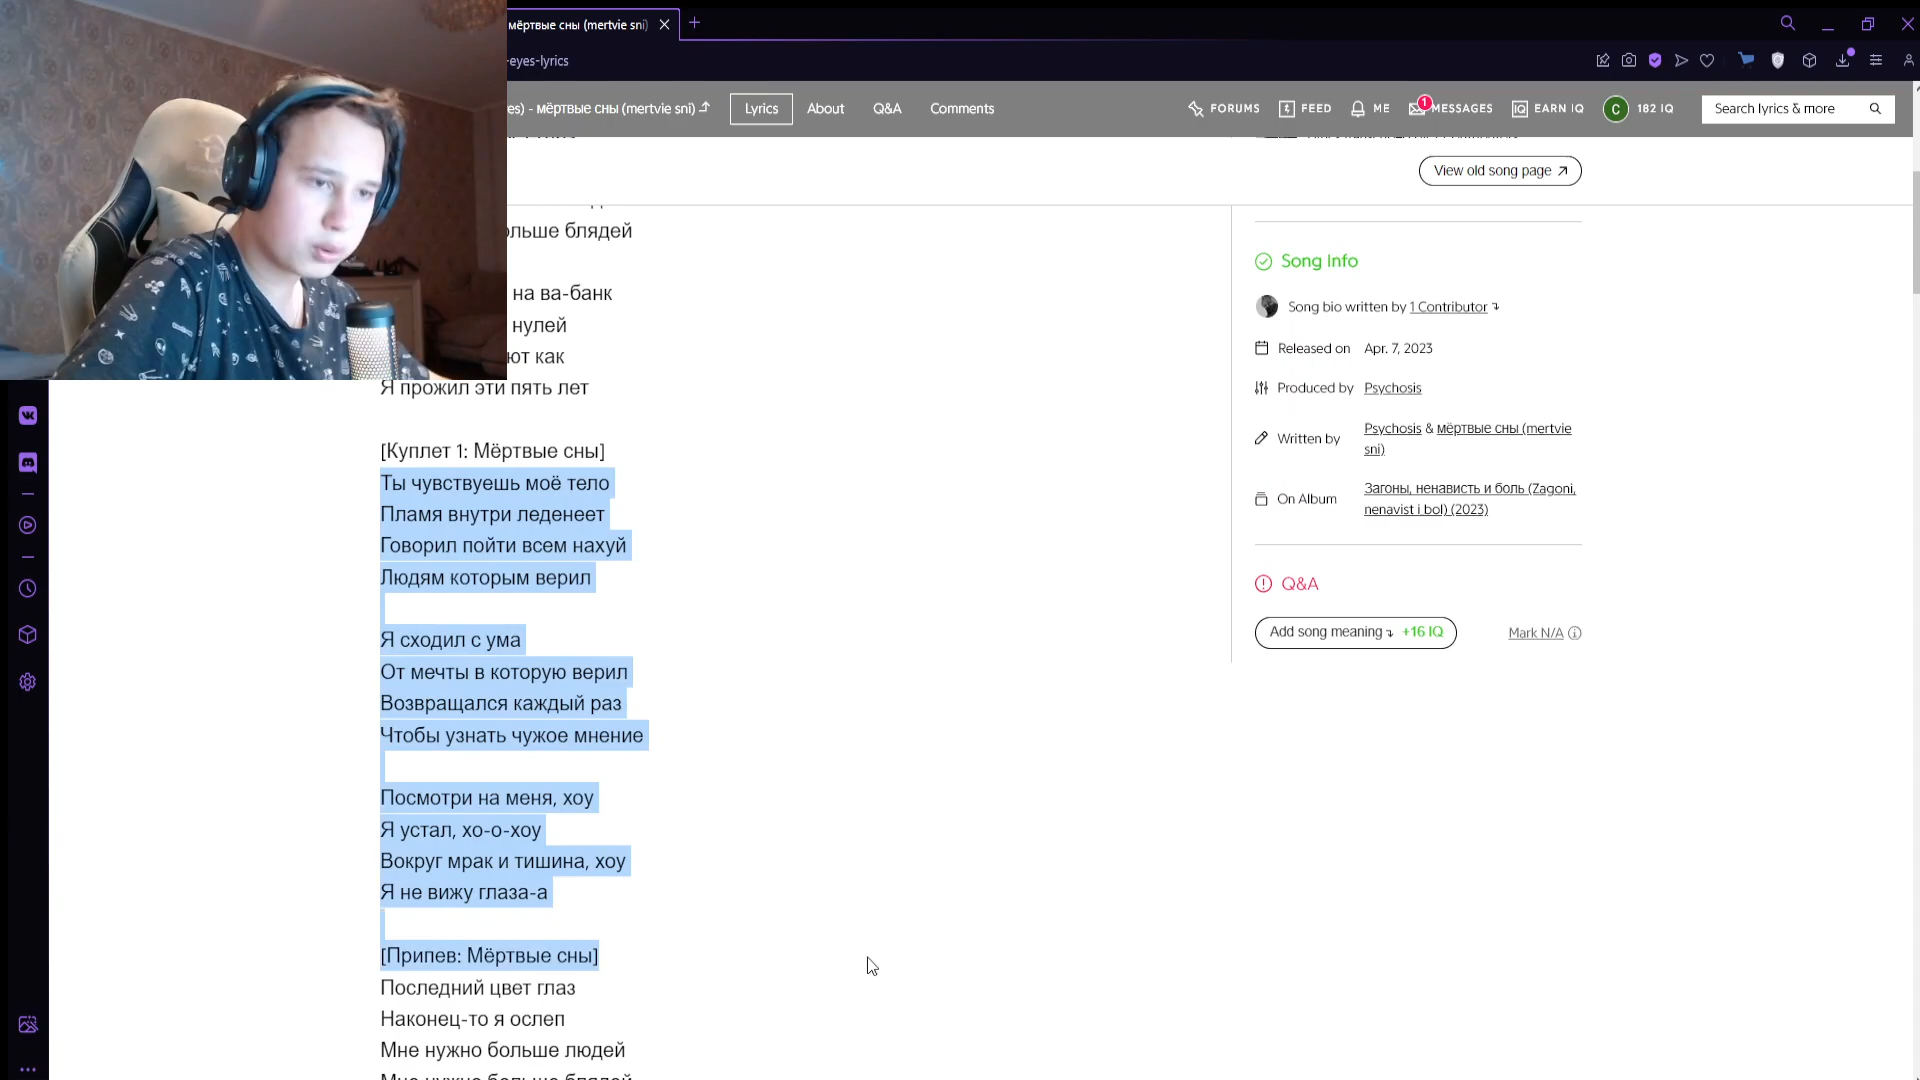 мёртвые сны (mertvie sni)
-eyes-lyrics
es) - мёртвые сны (mertvie sni)
Lyrics
About
Q&A
Comments
FORUMS
FEED
ME
1
MESSAGES
EARN IQ
C
182 IQ
Search lyrics & more
View old song page
ольше блядей
на ва-банк
нулей
ют как
Я прожил эти пять лет
[Куплет 1: Мёртвые сны]
Ты чувствуешь моё тело
Пламя внутри леденеет
Говорил пойти всем нахуй
Людям которым верил
Я сходил с ума
От мечты в которую верил
Возвращался каждый раз
Чтобы узнать чужое мнение
Посмотри на меня, хоу
Я устал, хо-о-хоу
Вокруг мрак и тишина, хоу
Я не вижу глаза-а
[Припев: Мёртвые сны]
Последний цвет глаз
Наконец-то я ослеп
Мне нужно больше людей
Мне нужно больше блядей
Song Info
Song bio written by 1 Contributor
Released on Apr. 7, 2023
Produced by Psychosis
Written by Psychosis & мёртвые сны (mertvie
sni)
On Album Загоны, ненависть и боль (Zagoni,
nenavist i bol) (2023)
Q&A
Add song meaning +16 IQ
Mark N/A